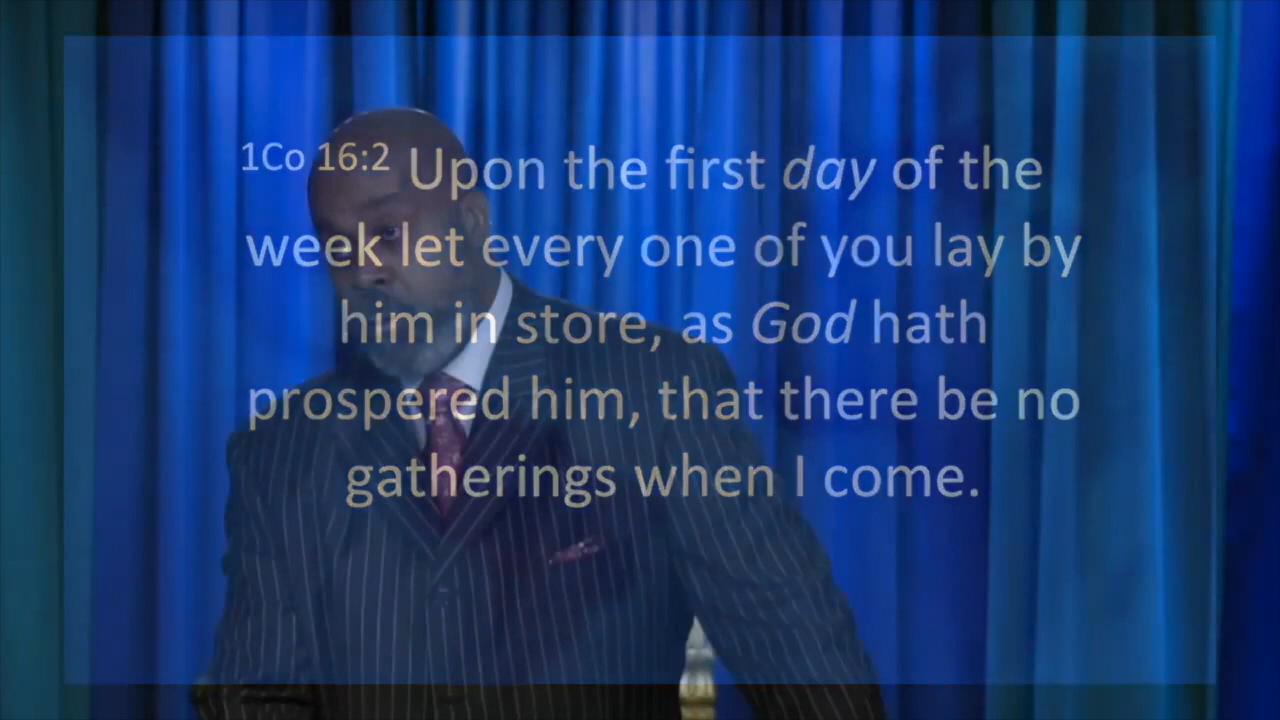 1Co 16:2 Upon the first day of the
week let every one of you lay by
him in store, as God hath
prospered him, that there be no
gatherings when I come.